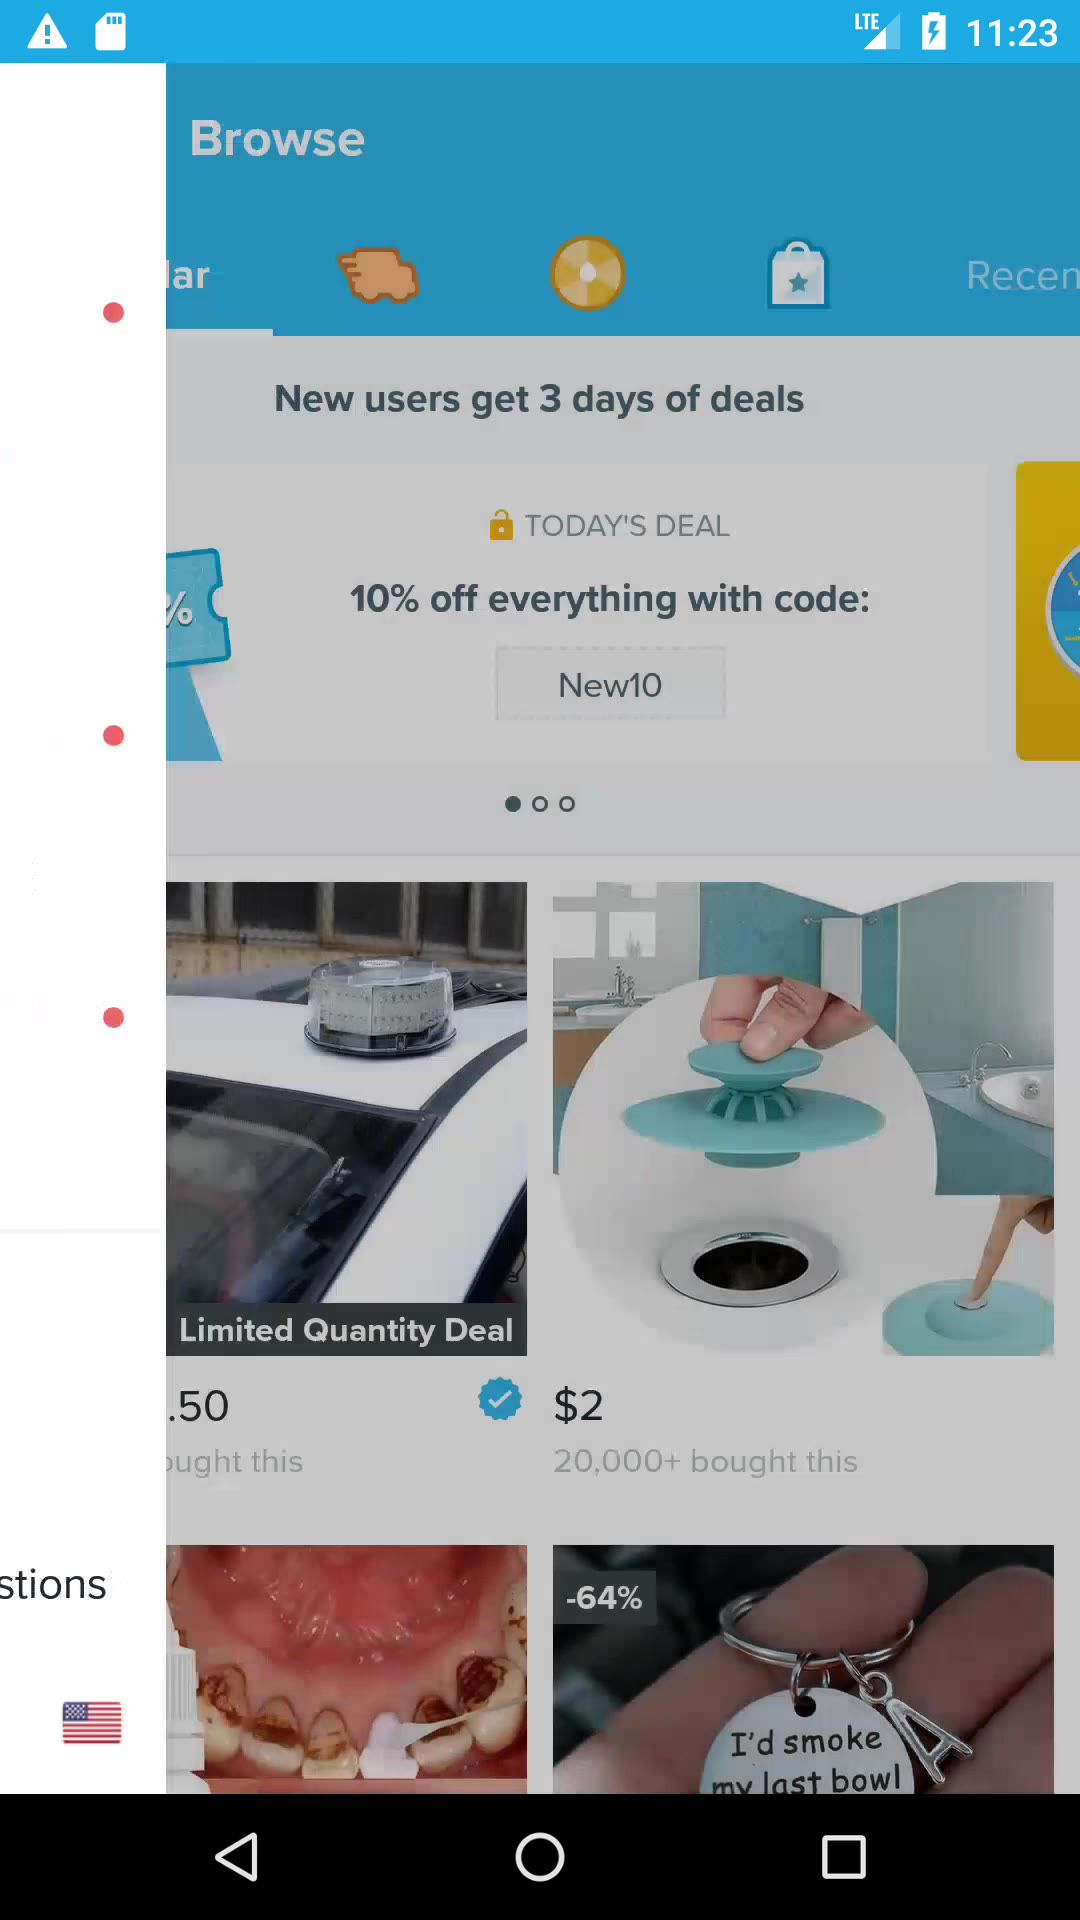 LTE 11:23
Browse
lar
Recen
New users get 3 days of deals
%
TODAY'S DEAL
10% off everything with code:
New10
Limited Quantity Deal
.50
$2
ought this
20,000+ bought this
stions
-64%
I'd smoke
my last bowl
A